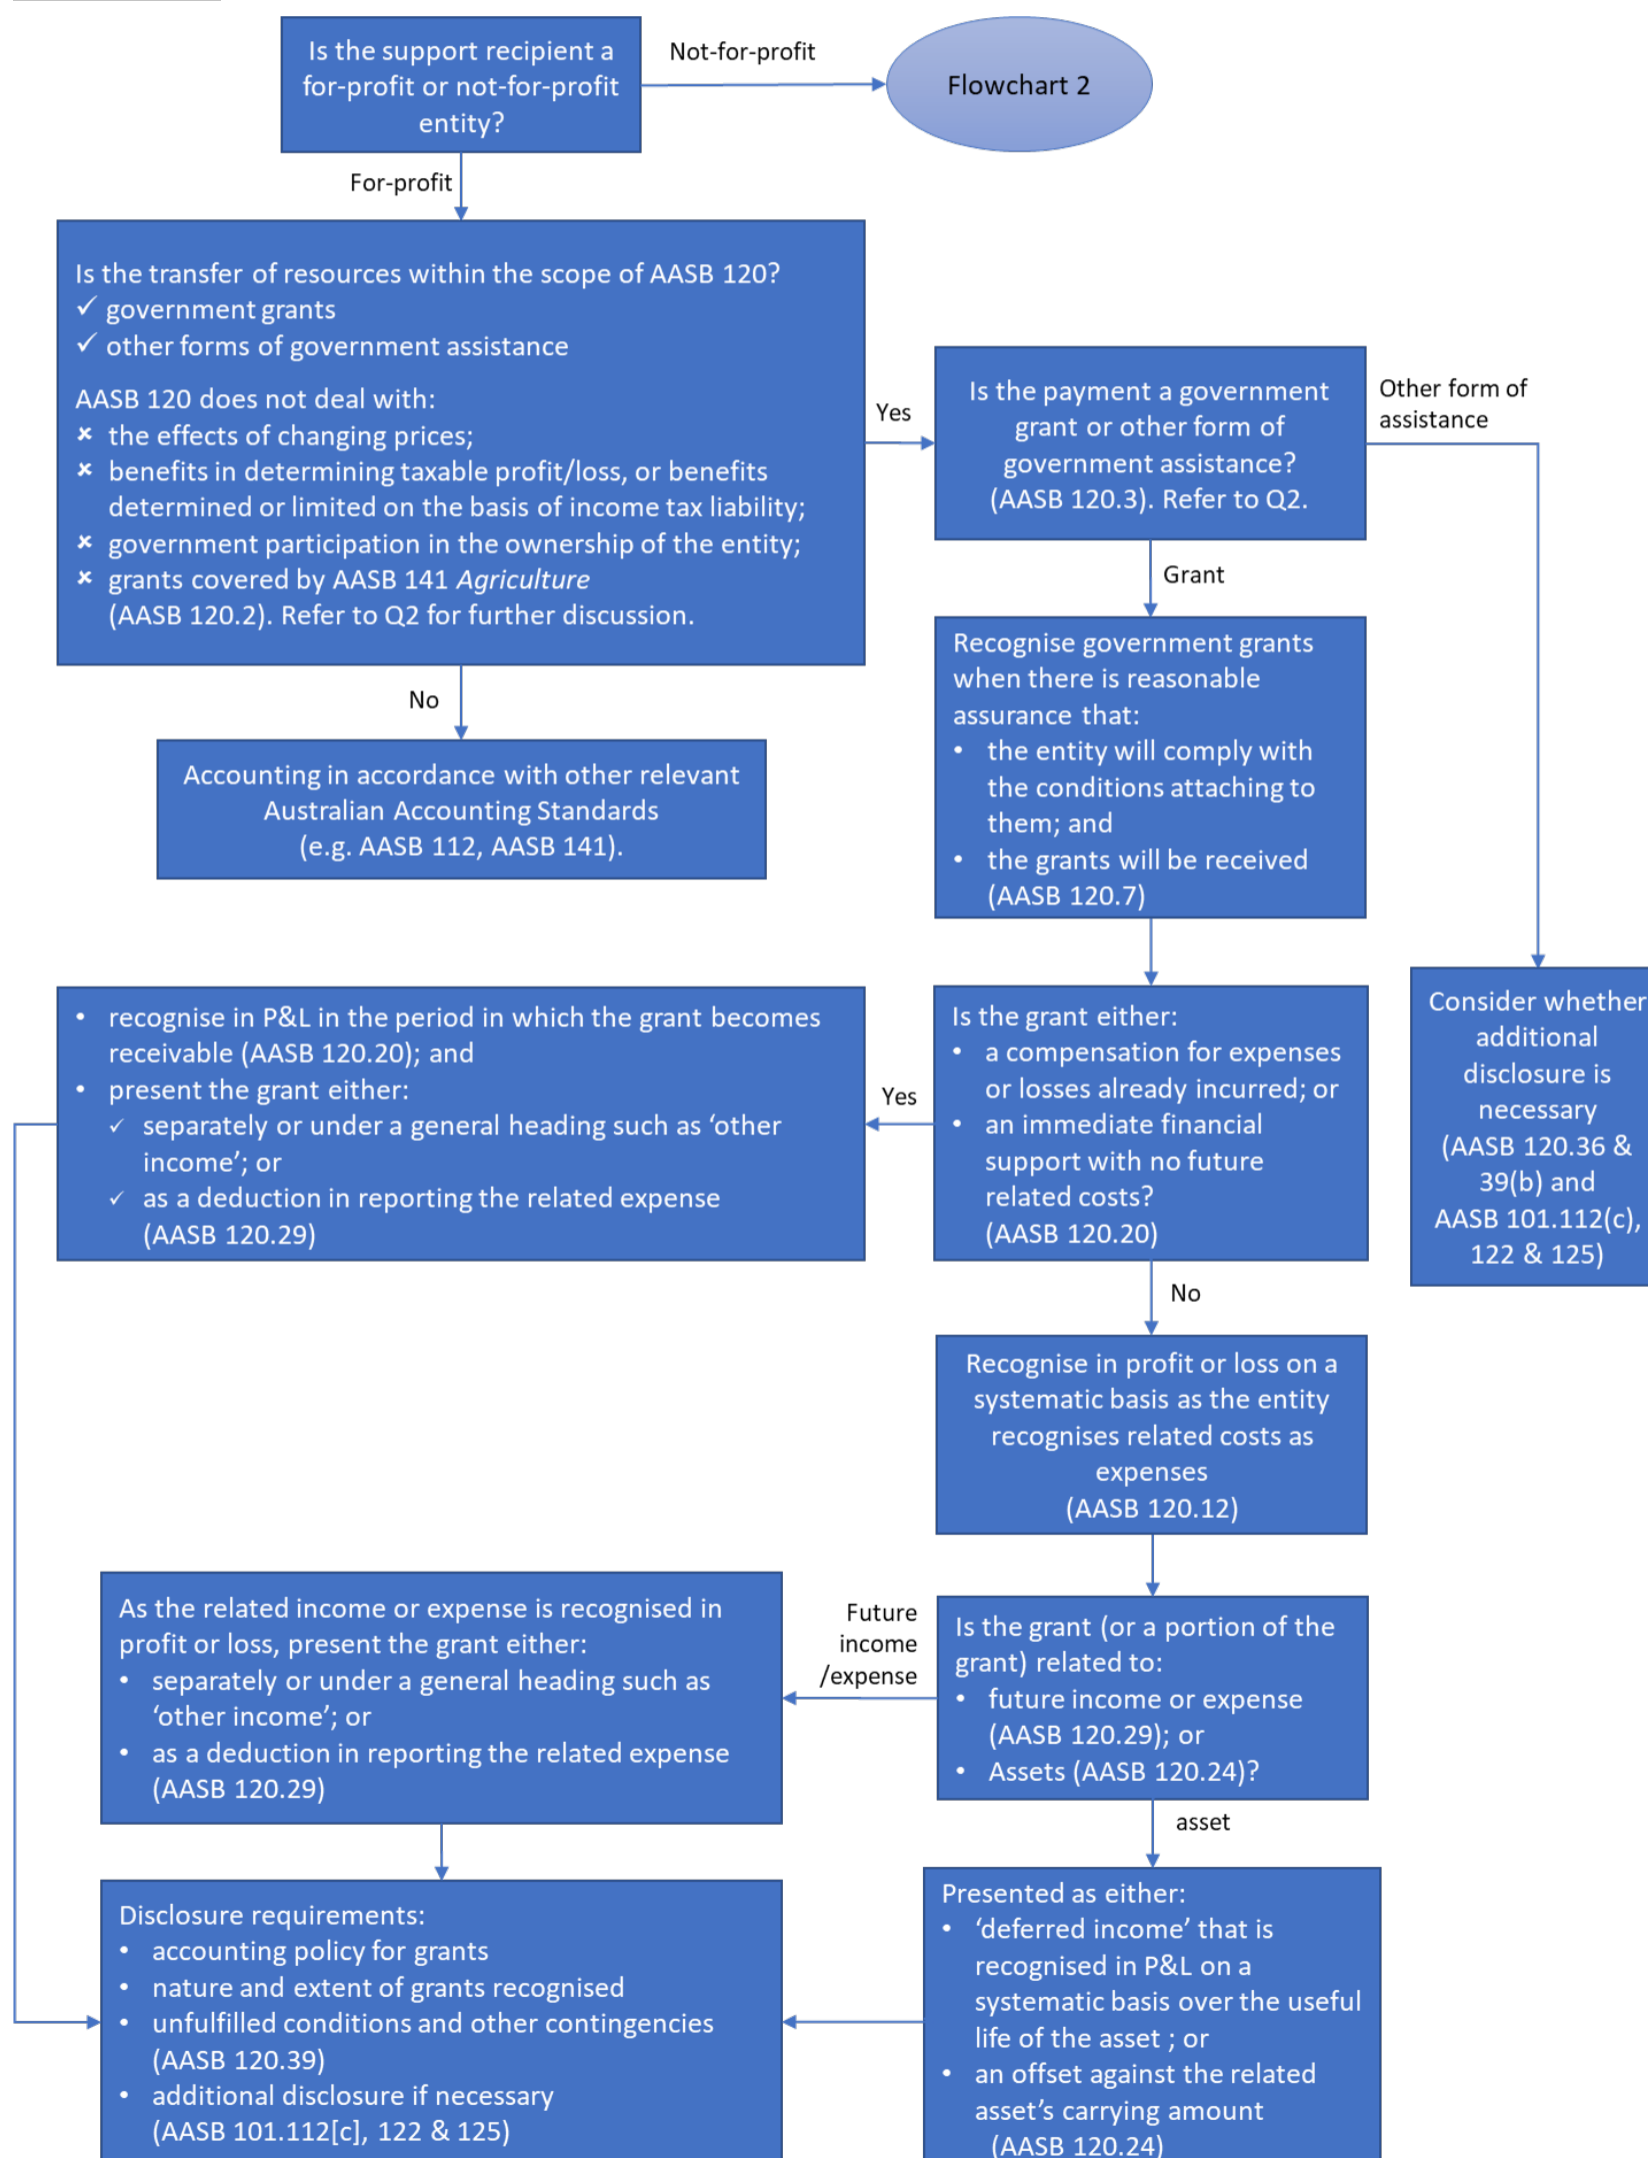 Is the support recipient a
for-profit or not-for-profit
entity?
Not-for-profit
Flowchart 2
For-profit
Is the transfer of resources within the scope of AASB 120?
✓ government grants
✓ other forms of government assistance
AASB 120 does not deal with:
× the effects of changing prices;
× benefits in determining taxable profit/loss, or benefits
determined or limited on the basis of income tax liability;
× government participation in the ownership of the entity;
× grants covered by AASB 141 Agriculture
(AASB 120.2). Refer to Q2 for further discussion.
Yes
Is the payment a government
grant or other form of
government assistance?
(AASB 120.3). Refer to Q2.
Other form of
assistance
Grant
No
Accounting in accordance with other relevant
Australian Accounting Standards
(e.g. AASB 112, AASB 141).
Recognise government grants
when there is reasonable
assurance that:
• the entity will comply with
the conditions attaching to
them; and
• the grants will be received
(AASB 120.7)
Consider whether
additional
disclosure is
necessary
(AASB 120.36 &
39(b) and
AASB 101.112(c),
122 & 125)
Is the grant either:
• a compensation for expenses
or losses already incurred; or
• an immediate financial
support with no future
related costs?
(AASB 120.20)
Yes
• recognise in P&L in the period in which the grant becomes
receivable (AASB 120.20); and
• present the grant either:
✓ separately or under a general heading such as ‘other
income’; or
✓ as a deduction in reporting the related expense
(AASB 120.29)
No
Recognise in profit or loss on a
systematic basis as the entity
recognises related costs as
expenses
(AASB 120.12)
Is the grant (or a portion of the
grant) related to:
• future income or expense
(AASB 120.29); or
• Assets (AASB 120.24)?
Future
income
/expense
As the related income or expense is recognised in
profit or loss, present the grant either:
• separately or under a general heading such as
‘other income’; or
• as a deduction in reporting the related expense
(AASB 120.29)
asset
Presented as either:
• ‘deferred income’ that is
recognised in P&L on a
systematic basis over the useful
life of the asset ; or
• an offset against the related
asset’s carrying amount
(AASB 120.24)
Disclosure requirements:
• accounting policy for grants
• nature and extent of grants recognised
• unfulfilled conditions and other contingencies
(AASB 120.39)
• additional disclosure if necessary
(AASB 101.112[c], 122 & 125)